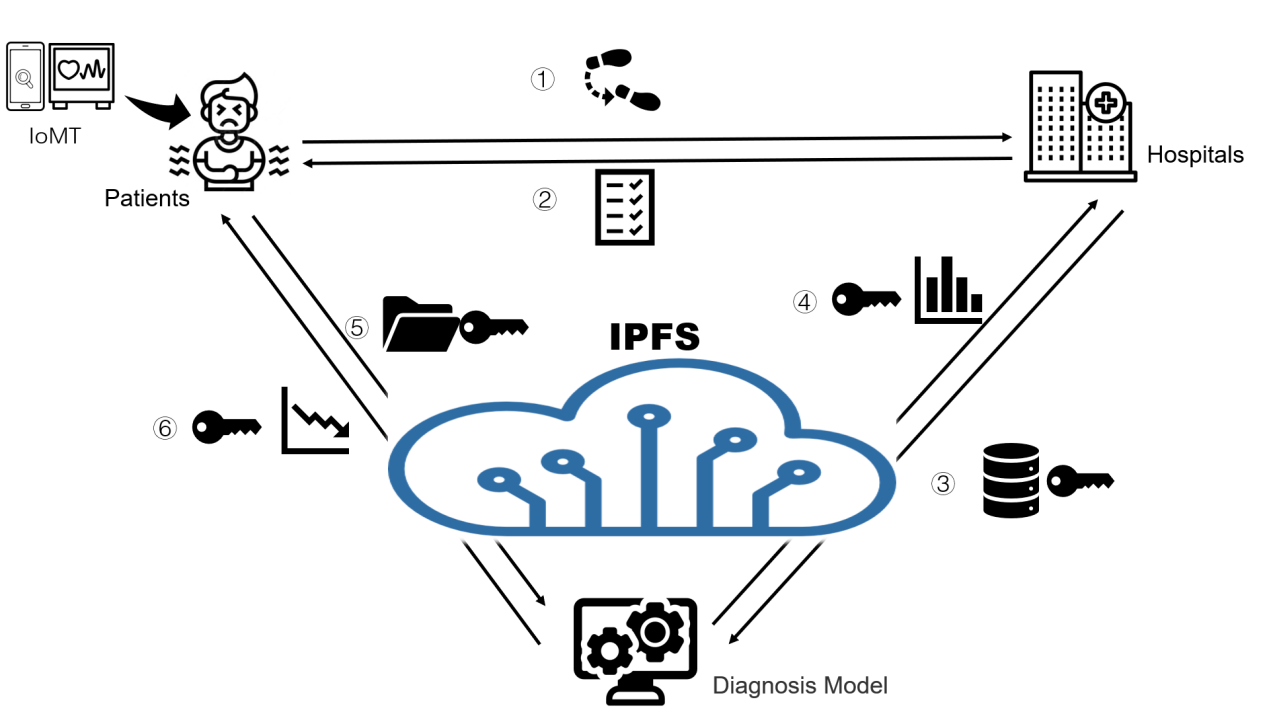 ①
IoMT
Hospitals
Patients
②
④
⑤
IPFS
⑥
③
Diagnosis Model